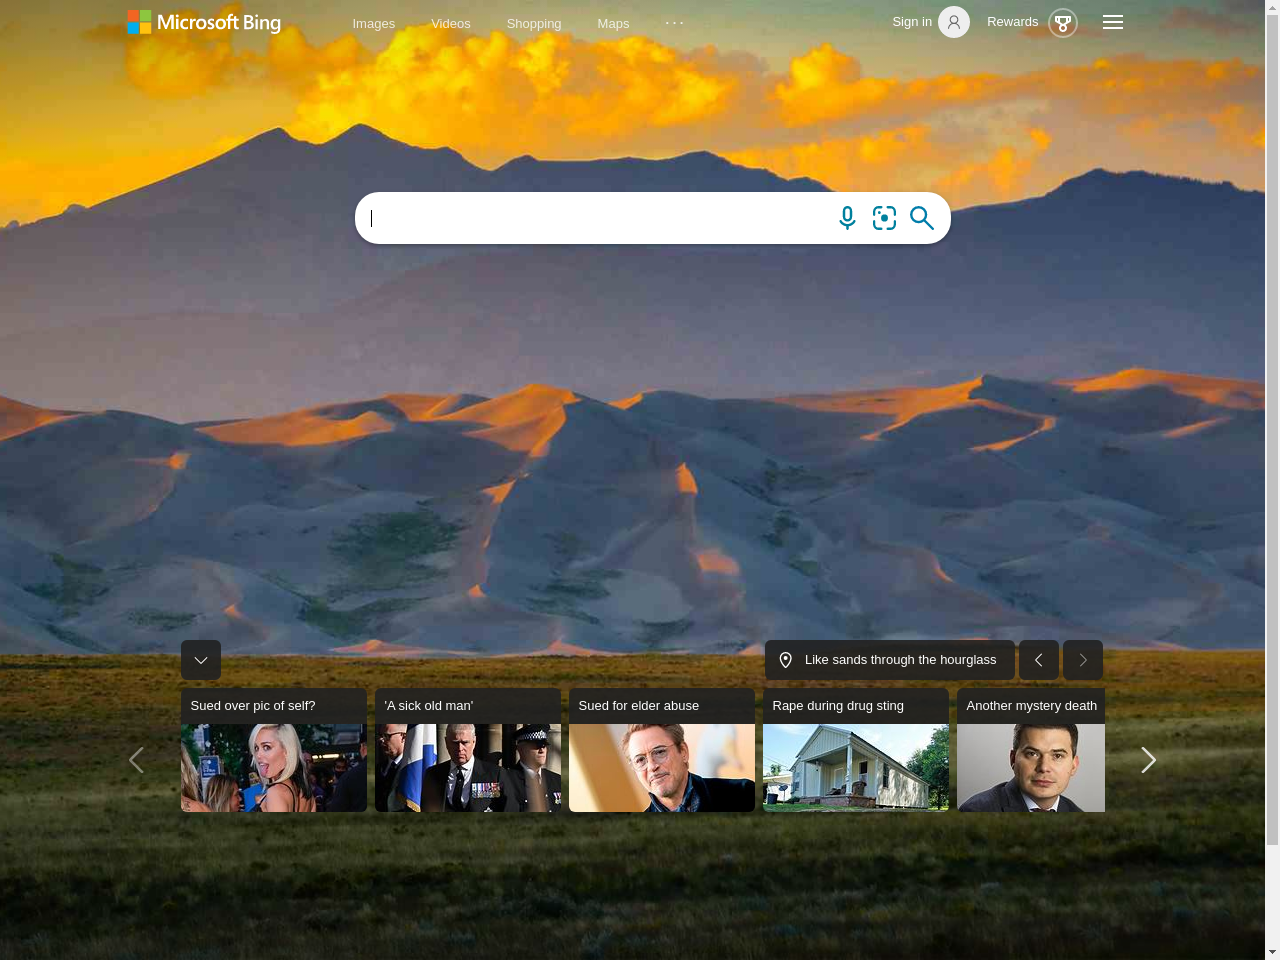 Microsoft Bing
Images Videos Shopping Maps ...
Sign in Rewards
Like sands through the hourglass
Sued over pic of self?
'A sick old man'
Sued for elder abuse
Rape during drug sting
Another mystery death